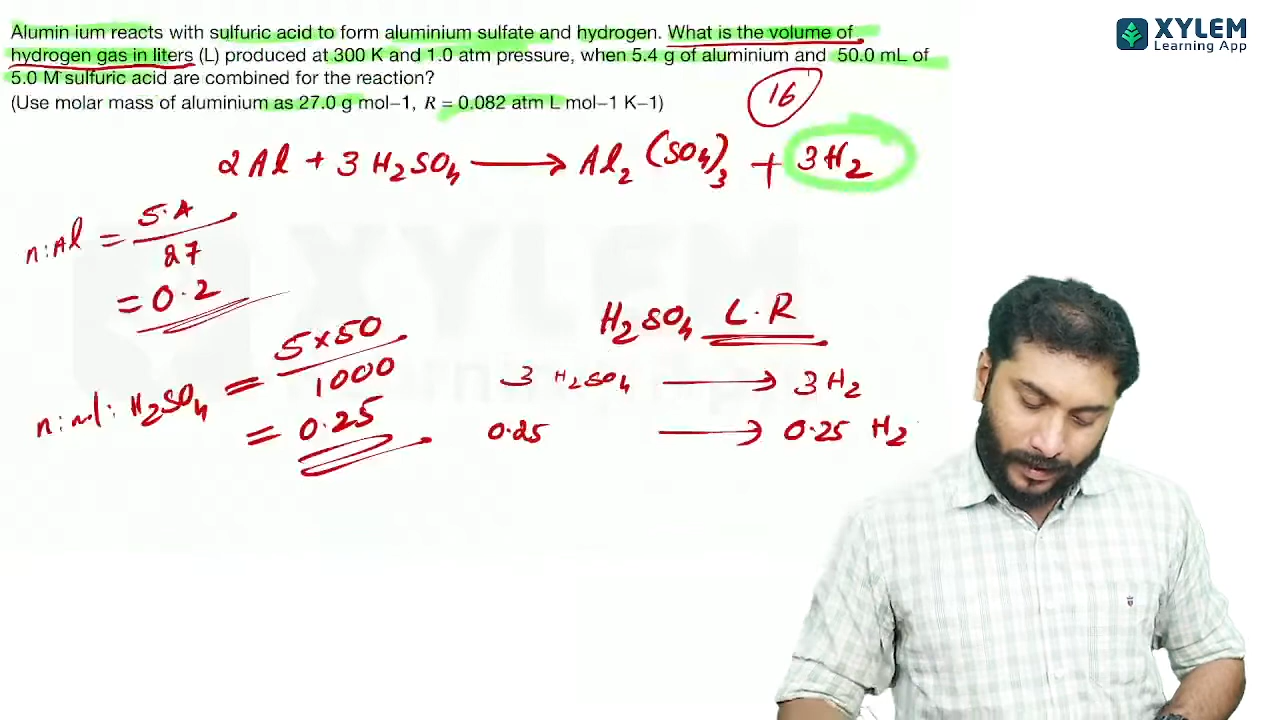 Alumin ium reacts with sulfuric acid to form aluminium sulfate and hydrogen. What is the volume of
hydrogen gas in liters (L) produced at 300 K and 1.0 atm pressure, when 5.4 g of aluminium and 50.0 mL of
5.0 M sulfuric acid are combined for the reaction?
(Use molar mass of aluminium as 27.0 g mol–1, R = 0.082 atm L mol–1 K–1)
16
XYLEM
Learning App
2Al + 3H₂SO₄ ⟶ Al₂(SO₄)₃ + 3H₂
n:Al = 5.4/27
= 0.2
n: H₂SO₄ = 5×50/1000
= 0.25
H₂SO₄ L.R
3 H₂SO₄ ⟶ 3H₂
0.25 ⟶ 0.25 H₂
XYLEM